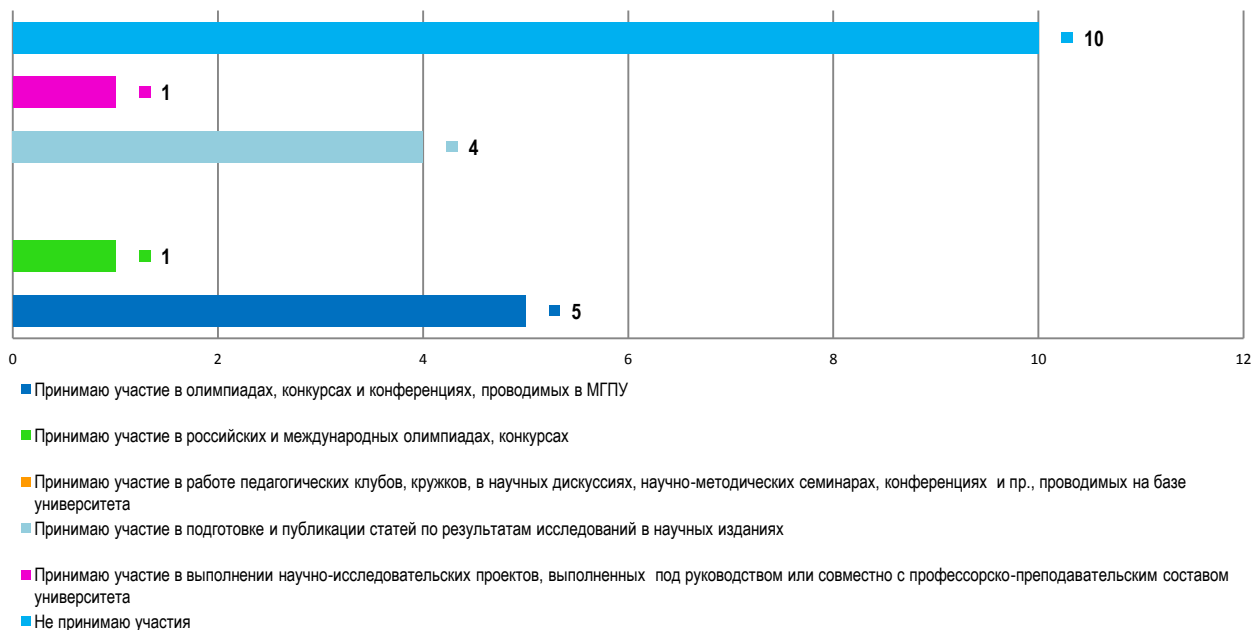 10
1
4
1
5
0 2 4 6 8 10 12
Принимаю участие в олимпиадах, конкурсах и конференциях, проводимых в МГПУ
Принимаю участие в российских и международных олимпиадах, конкурсах
Принимаю участие в работе педагогических клубов, кружков, в научных дискуссиях, научно-методических семинарах, конференциях и пр., проводимых на базе
университета
Принимаю участие в подготовке и публикации статей по результатам исследований в научных изданиях
Принимаю участие в выполнении научно-исследовательских проектов, выполненных под руководством или совместно с профессорско-преподавательским составом
университета
Не принимаю участия